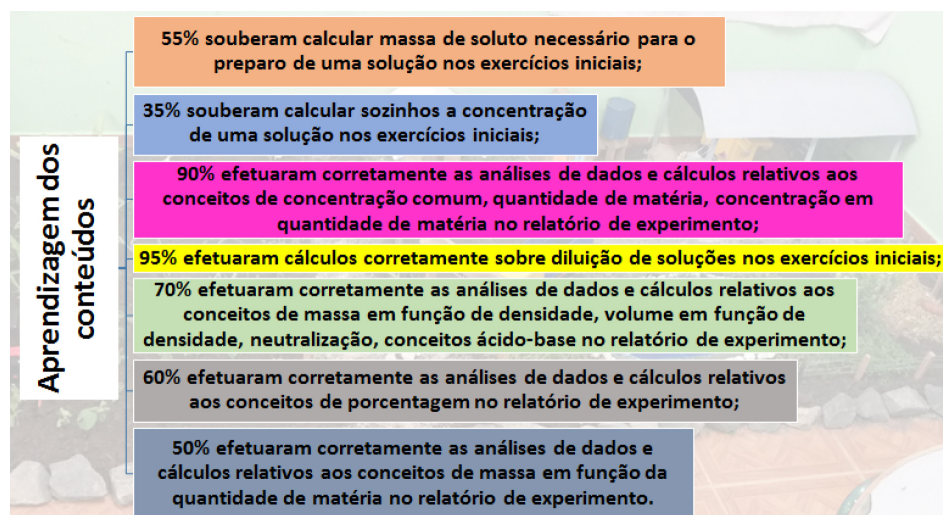 Aprendizagem dos
conteúdos
55% souberam calcular massa de soluto necessário para o
preparo de uma solução nos exercícios iniciais;
35% souberam calcular sozinhos a concentração
de uma solução nos exercícios iniciais;
90% efetuaram corretamente as análises de dados e cálculos relativos aos
conceitos de concentração comum, quantidade de matéria, concentração em
quantidade de matéria no relatório de experimento;
95% efetuaram cálculos corretamente sobre diluição de soluções nos exercícios iniciais;
70% efetuaram corretamente as análises de dados e cálculos relativos aos
conceitos de massa em função de densidade, volume em função de
densidade, neutralização, conceitos ácido-base no relatório de experimento;
60% efetuaram corretamente as análises de dados e cálculos relativos
aos conceitos de porcentagem no relatório de experimento;
50% efetuaram corretamente as análises de dados e
cálculos relativos aos conceitos de massa em função da
quantidade de matéria no relatório de experimento.